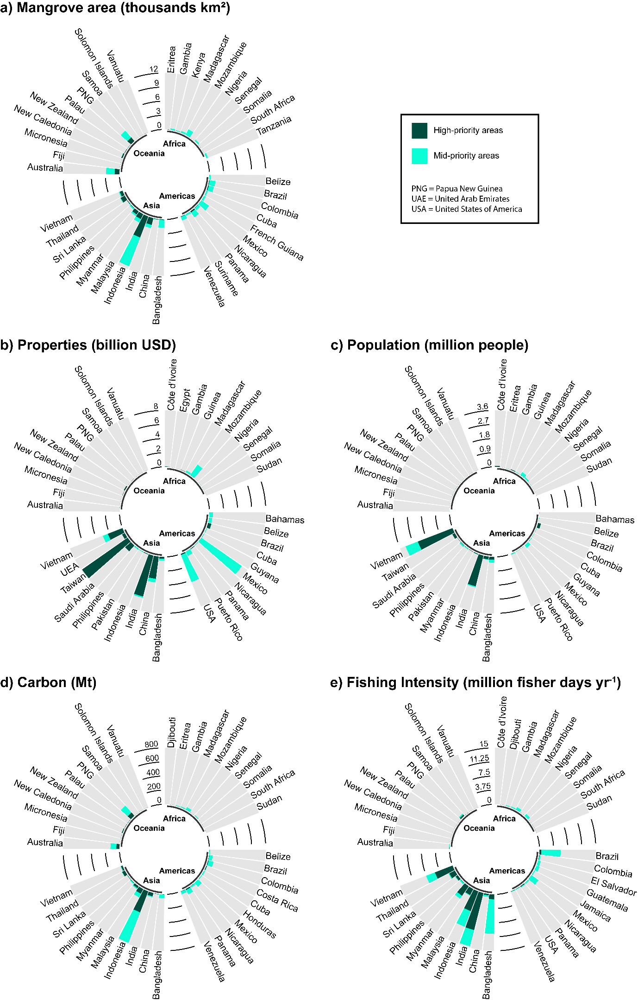 a) Mangrove area (thousands km²)
Solomon Islands
Vanuatu
Samoa
PNG
Palau
New Zealand
New Caledonia
Micronesia
Fiji
Australia
12
9
6
3
0
Eritrea
Gambia
Kenya
Madagascar
Mozambique
Nigeria
Senegal
Somalia
South Africa
Tanzania
Africa
Oceania
Americas
Asia
Belize
Brazil
Colombia
Cuba
French Guiana
Mexico
Nicaragua
Panama
Suriname
Venezuela
Vietnam
Thailand
Sri Lanka
Philippines
Myanmar
Malaysia
Indonesia
India
China
Bangladesh
High-priority areas
Mid-priority areas
PNG = Papua New Guinea
UAE = United Arab Emirates
USA = United States of America
b) Properties (billion USD)
Solomon Islands
Vanuatu
Samoa
PNG
Palau
New Zealand
New Caledonia
Micronesia
Fiji
Australia
8
6
4
2
0
Côte d'Ivoire
Egypt
Gambia
Guinea
Madagascar
Mozambique
Nigeria
Senegal
Somalia
Sudan
Africa
Oceania
Americas
Asia
Bahamas
Belize
Brazil
Cuba
Guyana
Mexico
Nicaragua
Panama
Puerto Rico
USA
Vietnam
UEA
Taiwan
Saudi Arabia
Philippines
Pakistan
Indonesia
India
China
Bangladesh
c) Population (million people)
Solomon Islands
Vanuatu
Samoa
PNG
Palau
New Zealand
New Caledonia
Micronesia
Fiji
Australia
3.6
2.7
1.8
0.9
0
Côte d'Ivoire
Eritrea
Gambia
Guinea
Madagascar
Mozambique
Nigeria
Senegal
Somalia
Sudan
Africa
Oceania
Americas
Asia
Bahamas
Belize
Brazil
Colombia
Cuba
Guyana
Mexico
Nicaragua
Puerto Rico
USA
Vietnam
Taiwan
Saudi Arabia
Philippines
Pakistan
Myanmar
Indonesia
India
China
Bangladesh
d) Carbon (Mt)
Solomon Islands
Vanuatu
Samoa
PNG
Palau
New Zealand
New Caledonia
Micronesia
Fiji
Australia
800
600
400
200
0
Djibouti
Eritrea
Gambia
Madagascar
Mozambique
Nigeria
Senegal
Somalia
South Africa
Sudan
Africa
Oceania
Americas
Asia
Belize
Brazil
Colombia
Costa Rica
Cuba
Honduras
Mexico
Nicaragua
Panama
Venezuela
Vietnam
Thailand
Sri Lanka
Philippines
Myanmar
Malaysia
Indonesia
India
China
Bangladesh
e) Fishing Intensity (million fisher days yr⁻¹)
Solomon Islands
Vanuatu
Samoa
PNG
Palau
New Zealand
New Caledonia
Micronesia
Fiji
Australia
15
11.25
7.5
3.75
0
Côte d'Ivoire
Djibouti
Gambia
Madagascar
Mozambique
Nigeria
Senegal
Somalia
South Africa
Sudan
Africa
Oceania
Americas
Asia
Brazil
Colombia
El Salvador
Guatemala
Jamaica
Mexico
Nicaragua
Panama
USA
Venezuela
Vietnam
Thailand
Sri Lanka
Philippines
Myanmar
Malaysia
Indonesia
India
China
Bangladesh